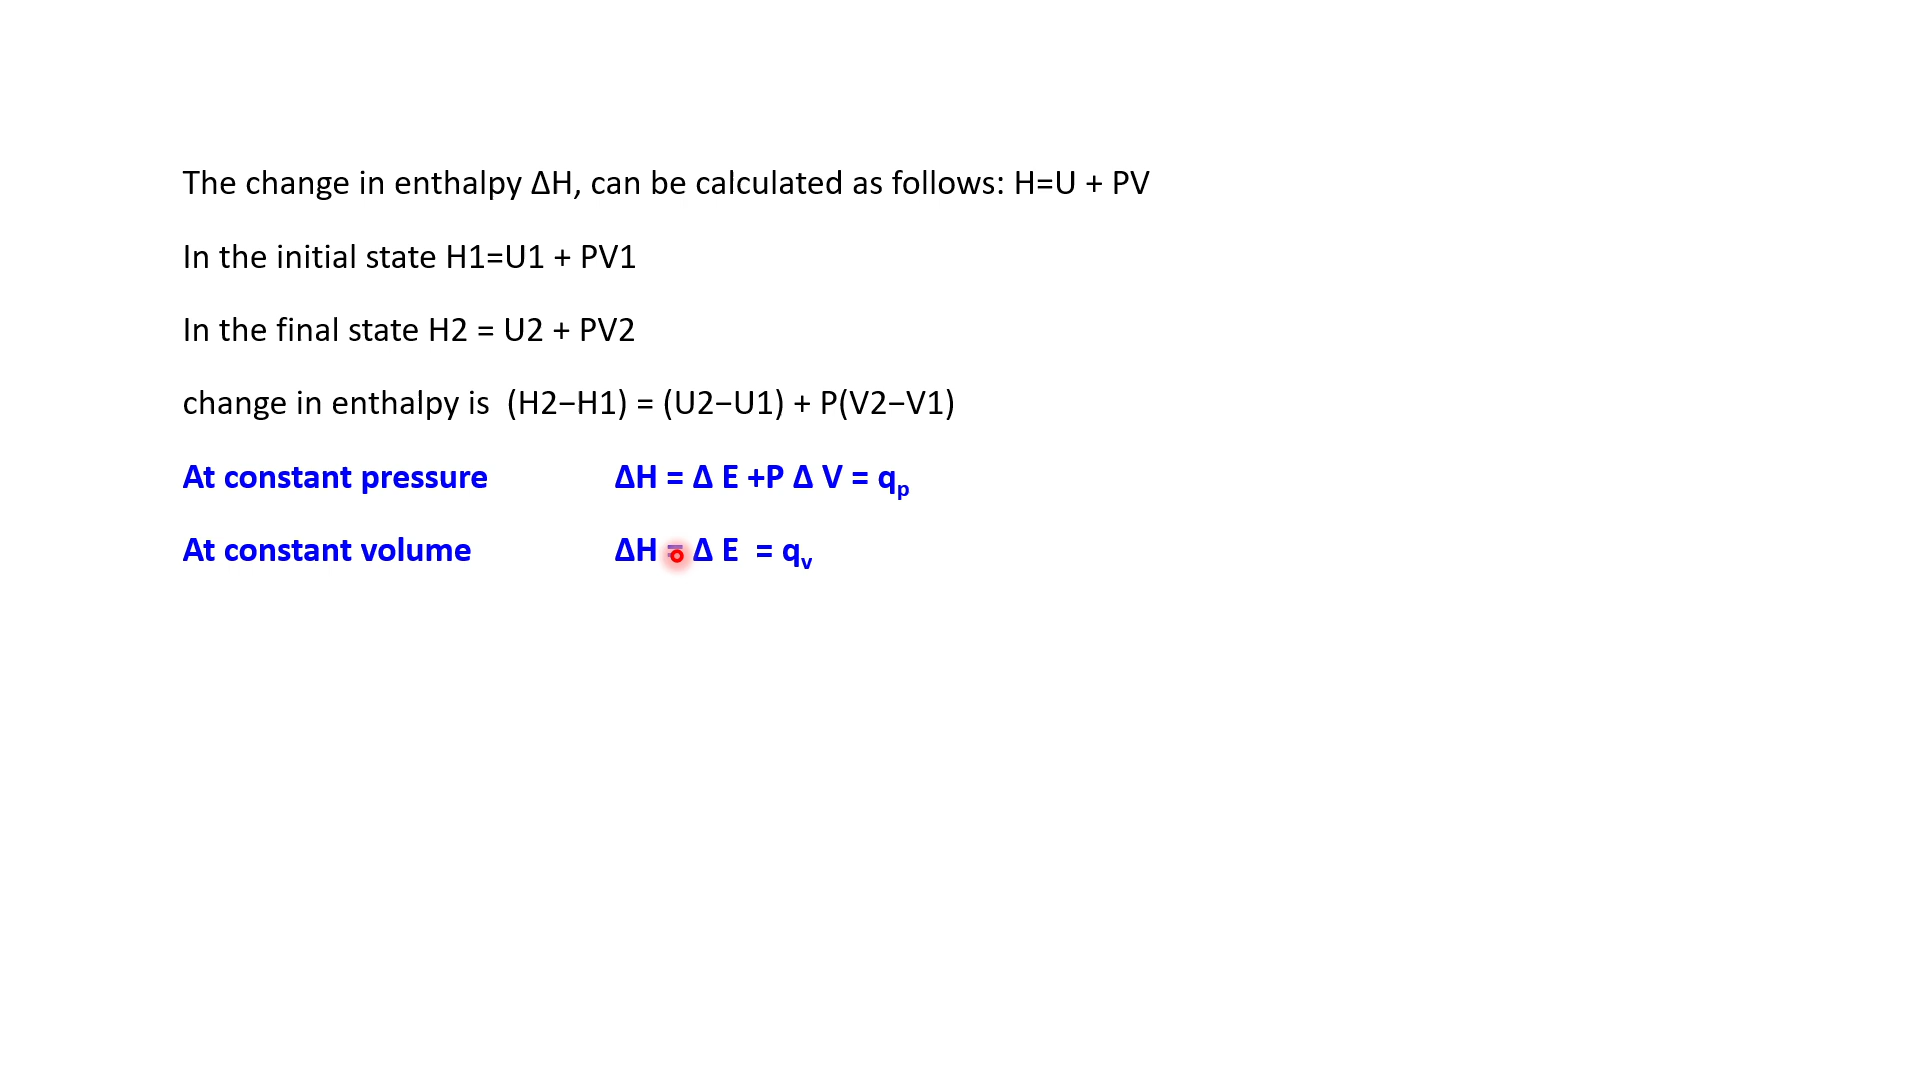 The change in enthalpy ΔH, can be calculated as follows: H=U + PV
In the initial state H1=U1 + PV1
In the final state H2 = U2 + PV2
change in enthalpy is (H2−H1) = (U2−U1) + P(V2−V1)
At constant pressure ΔH = Δ E +P Δ V = qp
At constant volume ΔH = Δ E = qv